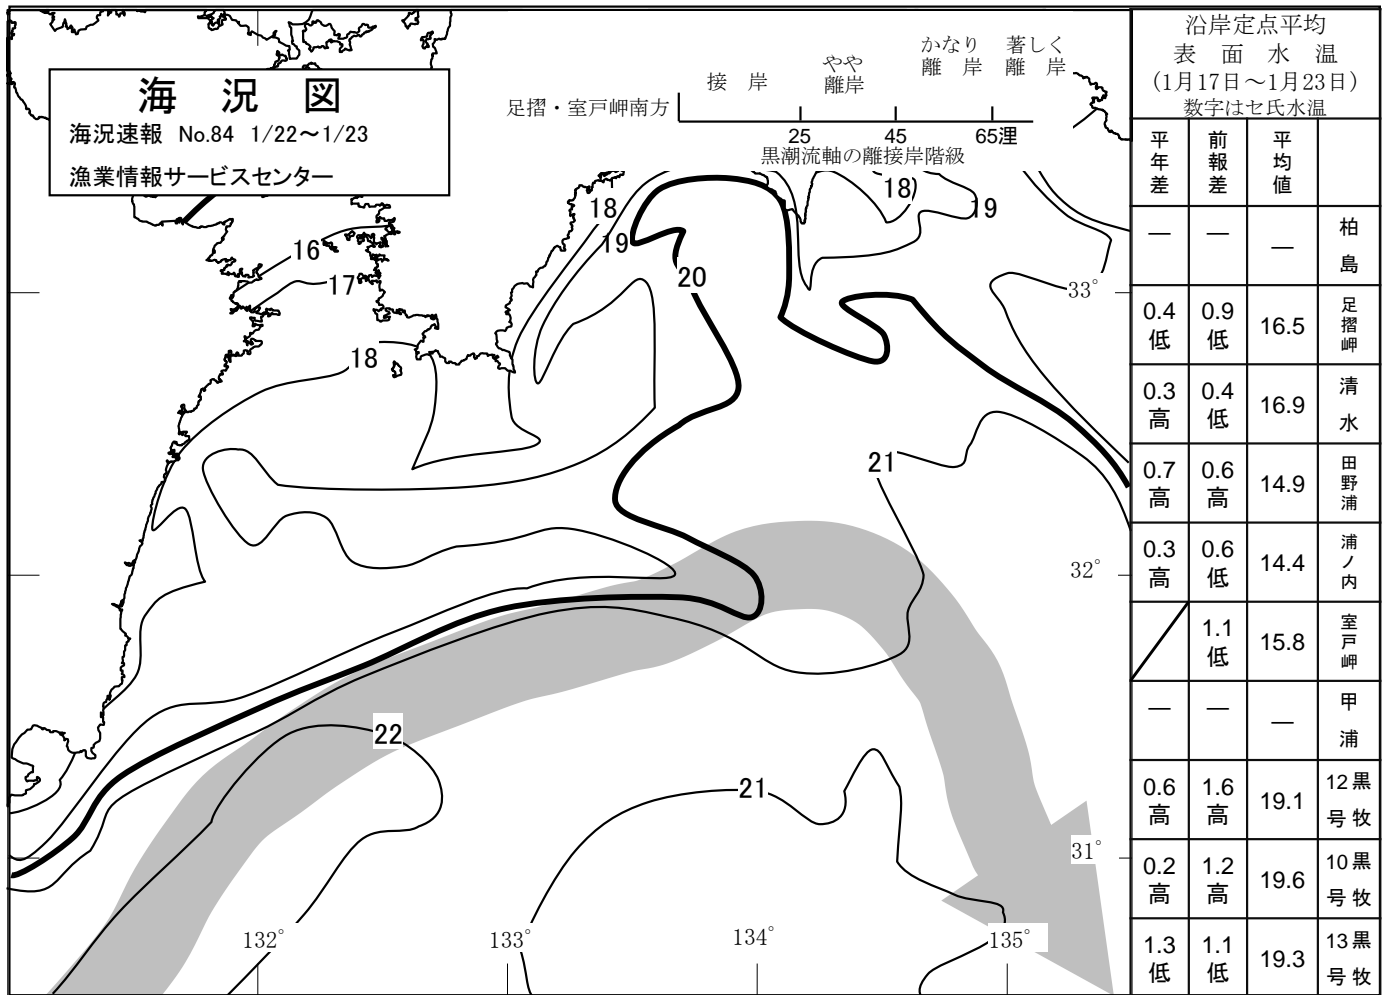 海 況 図
海況速報 No.84 1/22～1/23
漁業情報サービスセンター
足摺・室戸岬南方
接 岸
やや
離岸
かなり
離 岸
著しく
離 岸
25 45 65浬
黒潮流軸の離接岸階級
18
19
18
19
16
17
20
18
21
22
21
33°
32°
31°
132° 133° 134° 135°
沿岸定点平均
表 面 水 温
(1月17日～1月23日)
数字はセ氏水温
平年差 前報差 平均値
― ― ― 柏島
0.4低 0.9低 16.5 足摺岬
0.3高 0.4低 16.9 清水
0.7高 0.6高 14.9 田野浦
0.3高 0.6低 14.4 浦ノ内
1.1低 15.8 室戸岬
― ― ― 甲浦
0.6高 1.6高 19.1 黒牧12号
0.2高 1.2高 19.6 黒牧10号
1.3低 1.1低 19.3 黒牧13号